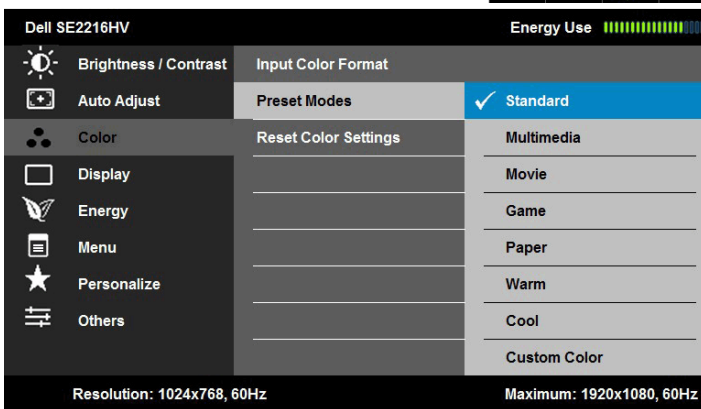 Dell SE2216HV Energy Use
Brightness / Contrast Input Color Format
Auto Adjust Preset Modes Standard
Color Reset Color Settings Multimedia
Display Movie
Energy Game
Menu Paper
Personalize Warm
Others Cool
Custom Color
Resolution: 1024x768, 60Hz Maximum: 1920x1080, 60Hz